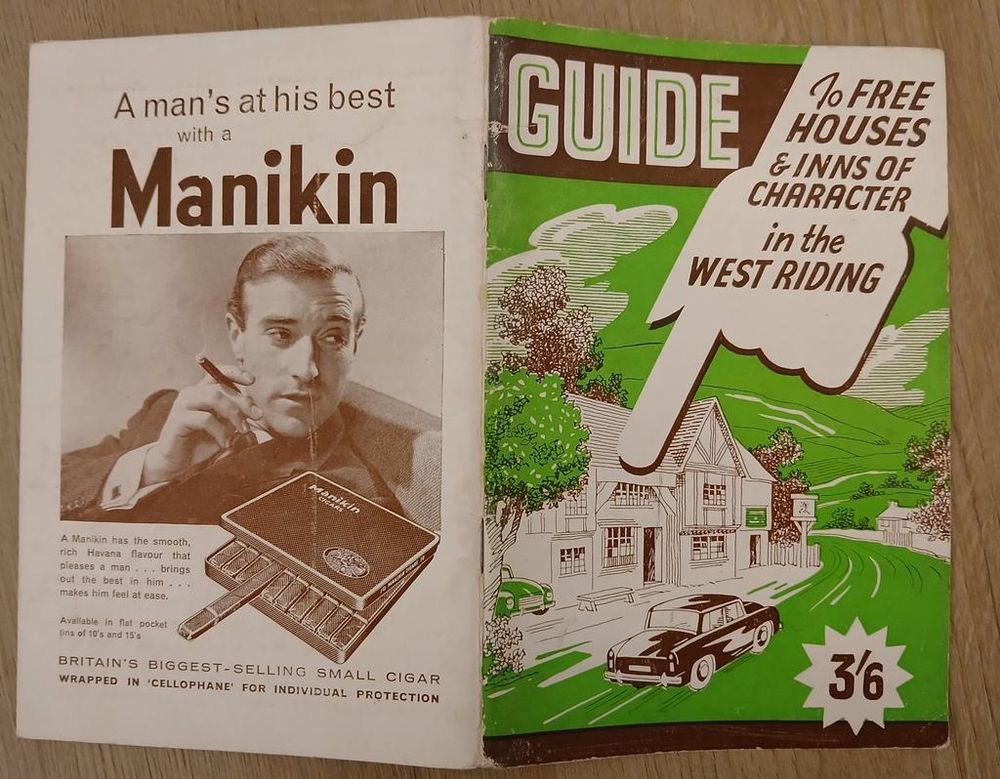 A man's at his best
with a
Manikin
Manikin
CIGARS
A Manikin has the smooth,
rich Havana flavour that
pleases a man . . . brings
out the best in him . . .
makes him feel at ease.
Available in flat pocket
tins of 10's and 15's
BRITAIN'S BIGGEST-SELLING SMALL CIGAR
WRAPPED IN 'CELLOPHANE' FOR INDIVIDUAL PROTECTION
GUIDE
To FREE
HOUSES
& INNS OF
CHARACTER
in the
WEST RIDING
3'/6